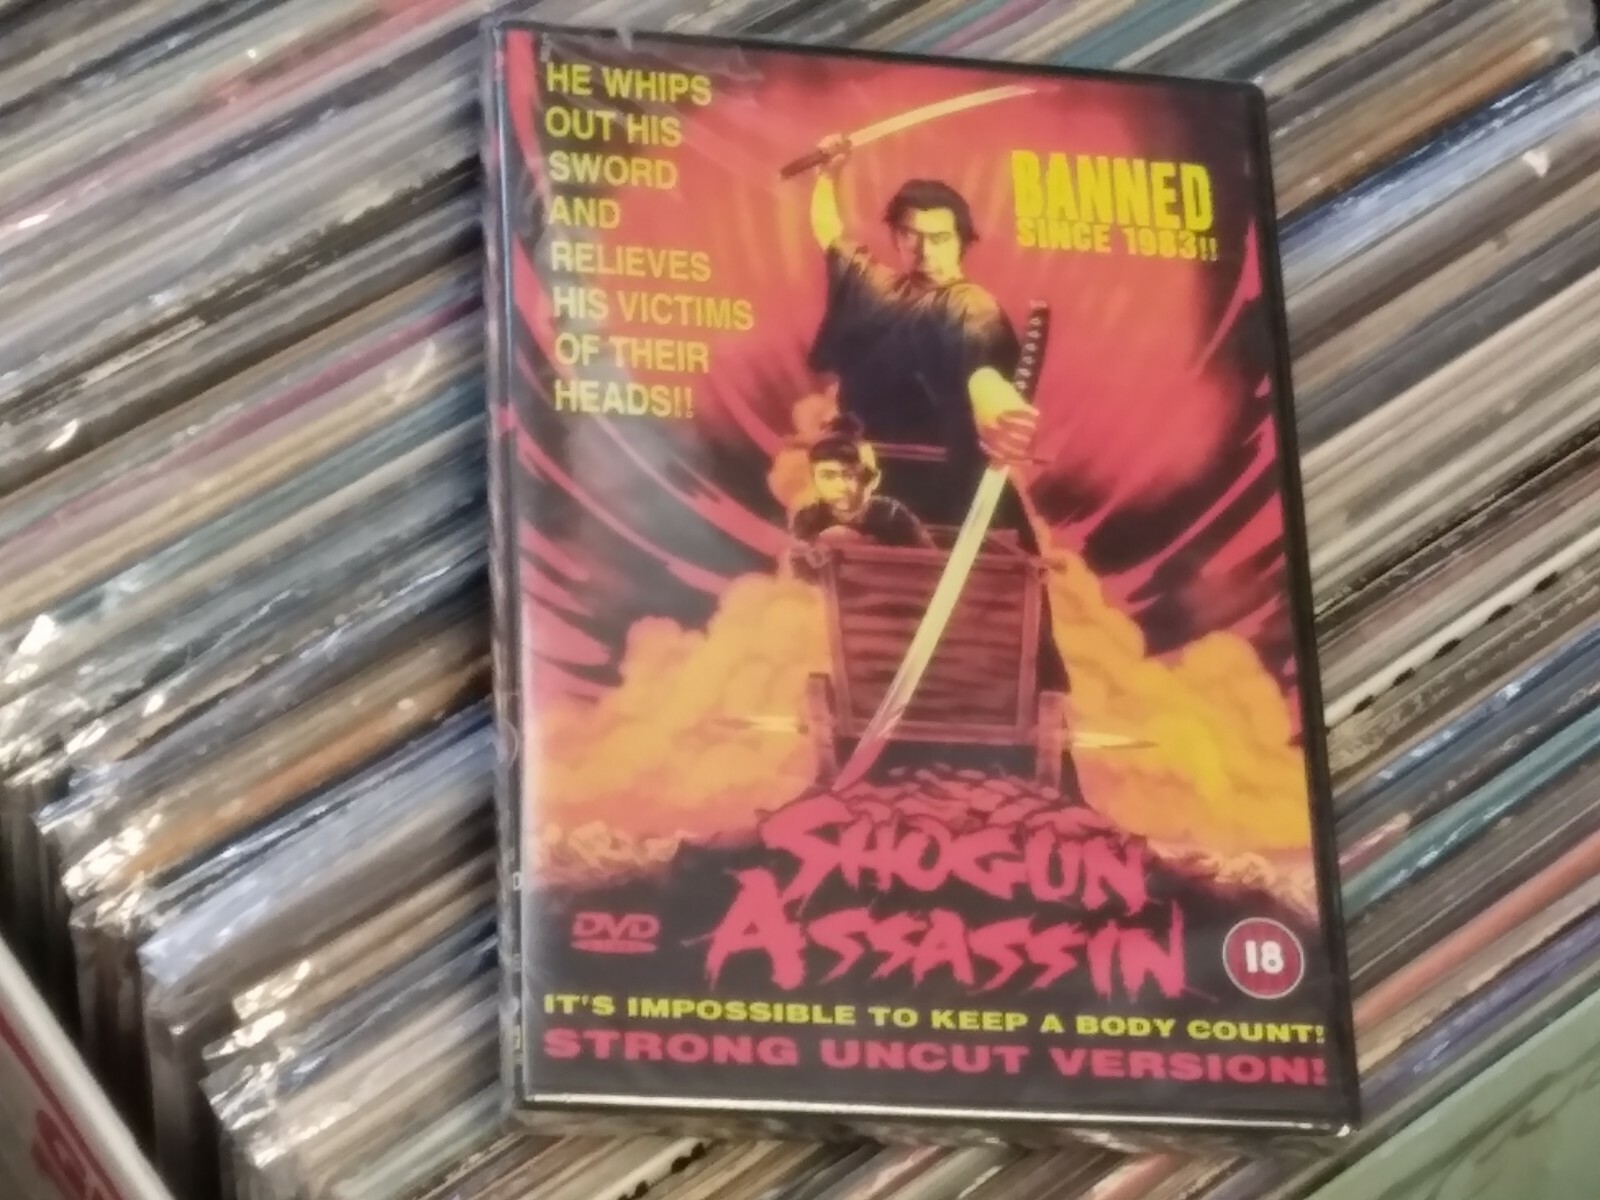 HE WHIPS
OUT HIS
SWORD
AND
RELIEVES
HIS VICTIMS
OF THEIR
HEADS!!
BANNED
SINCE 1983!!
SHOGUN
ASSASSIN
DVD
18
IT'S IMPOSSIBLE TO KEEP A BODY COUNT!
STRONG UNCUT VERSION!